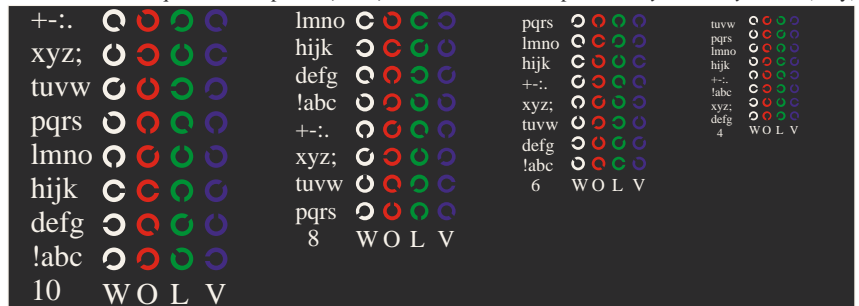 +-:.
xyz;
tuvw
pqrs
lmno
hijk
defg
!abc
10 W O L V
lmno
hijk
defg
!abc
+-:.
xyz;
tuvw
pqrs
8 W O L V
pqrs
lmno
hijk
+-:.
xyz;
tuvw
defg
!abc
6 W O L V
tuvw
pqrs
lmno
hijk
+-:.
!abc
xyz;
defg
4 W O L V